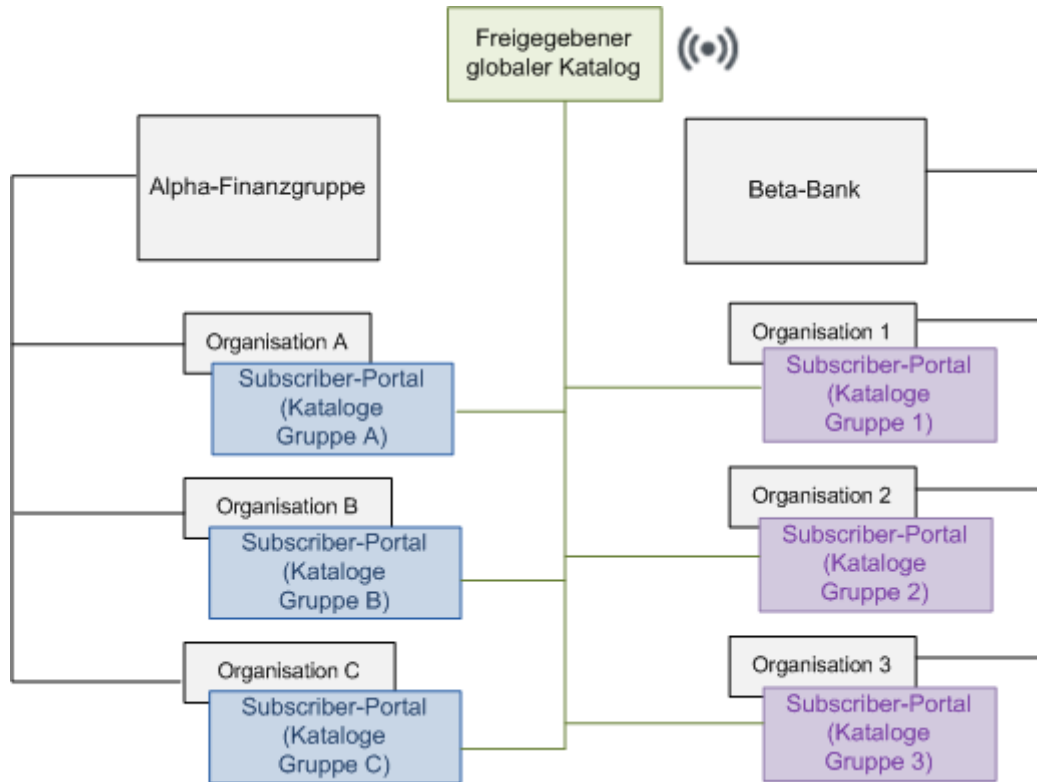 Freigegebener
globaler Katalog
Alpha-Finanzgruppe
Beta-Bank
Organisation A
Subscriber-Portal
(Kataloge
Gruppe A)
Organisation 1
Subscriber-Portal
(Kataloge
Gruppe 1)
Organisation B
Subscriber-Portal
(Kataloge
Gruppe B)
Organisation 2
Subscriber-Portal
(Kataloge
Gruppe 2)
Organisation C
Subscriber-Portal
(Kataloge
Gruppe C)
Organisation 3
Subscriber-Portal
(Kataloge
Gruppe 3)